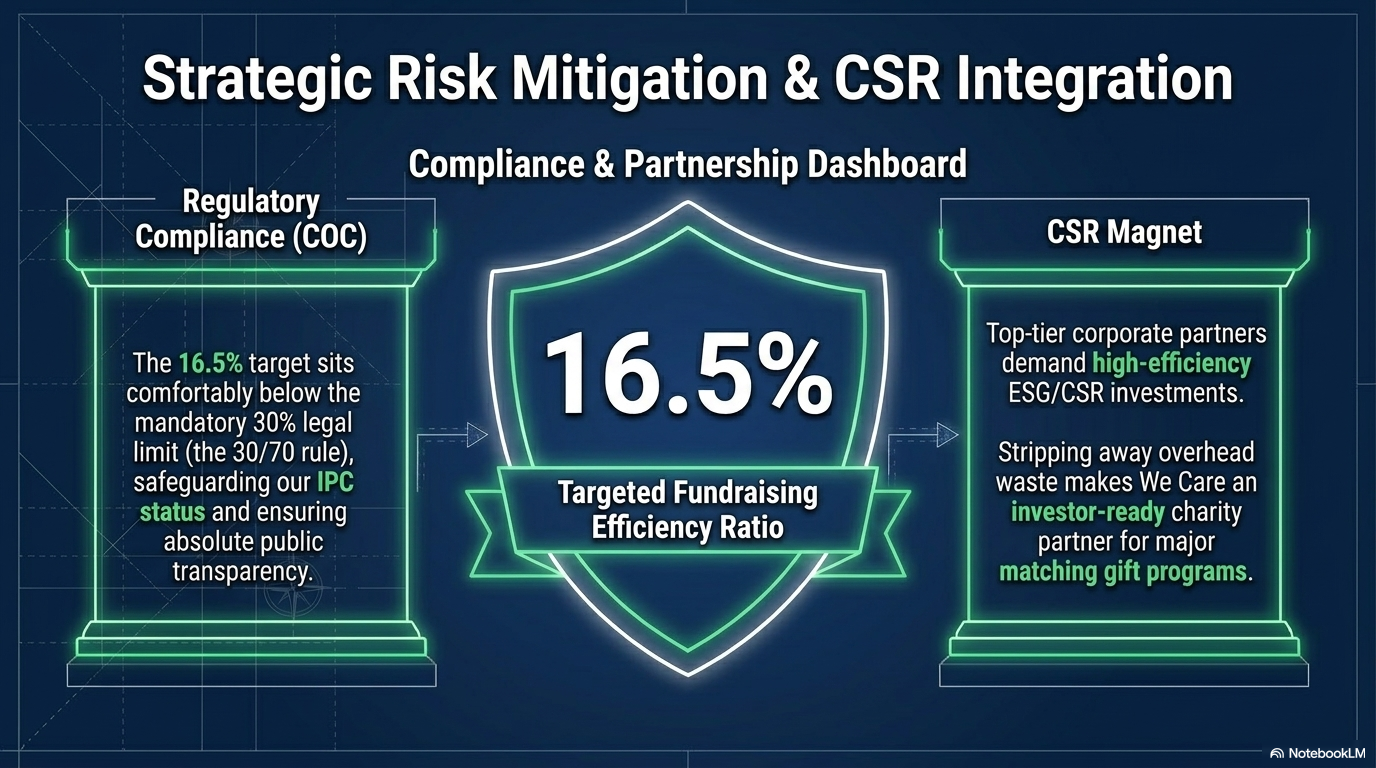 Strategic Risk Mitigation & CSR Integration
Compliance & Partnership Dashboard
Regulatory
Compliance (COC)
The 16.5% target sits
comfortably below the
mandatory 30% legal
limit (the 30/70 rule),
safeguarding our IPC
status and ensuring
absolute public
transparency.
16.5%
Targeted Fundraising
Efficiency Ratio
CSR Magnet
Top-tier corporate partners
demand high-efficiency
ESG/CSR investments.
Stripping away overhead
waste makes We Care an
investor-ready charity
partner for major
matching gift programs.
NotebookLM